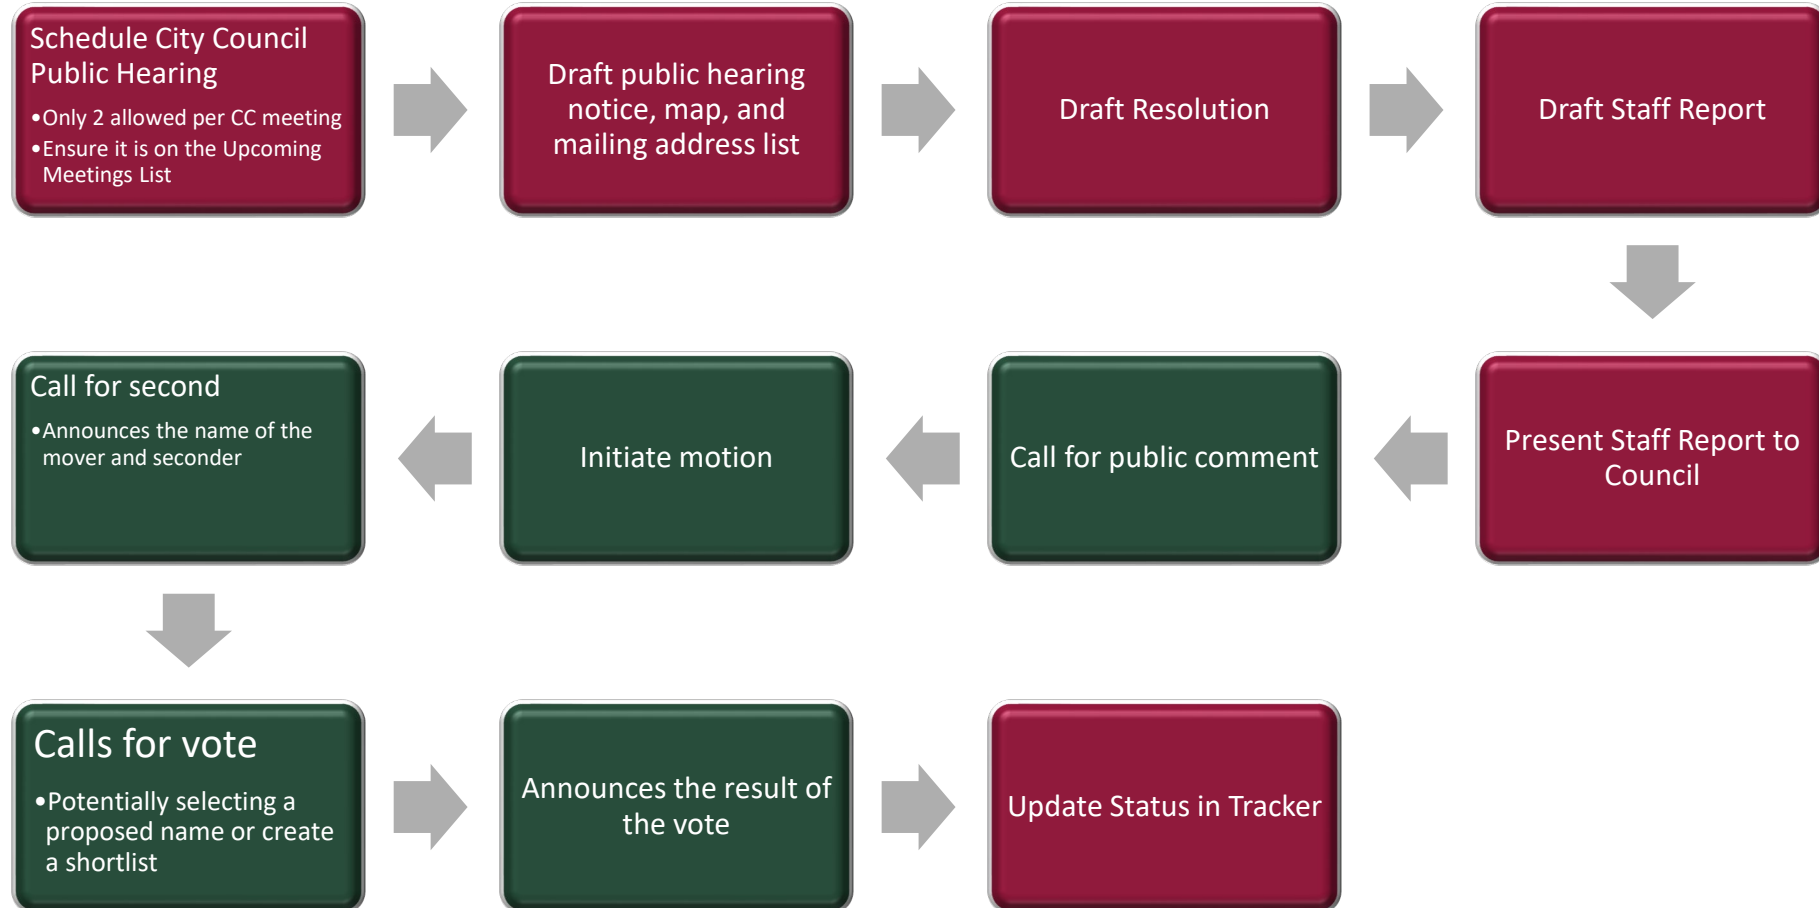 Schedule City Council
Public Hearing
•Only 2 allowed per CC meeting
•Ensure it is on the Upcoming
Meetings List
Draft public hearing
notice, map, and
mailing address list
Draft Resolution
Draft Staff Report
Present Staff Report to
Council
Call for public comment
Initiate motion
Call for second
•Announces the name of the
mover and seconder
Calls for vote
•Potentially selecting a
proposed name or create
a shortlist
Announces the result of
the vote
Update Status in Tracker